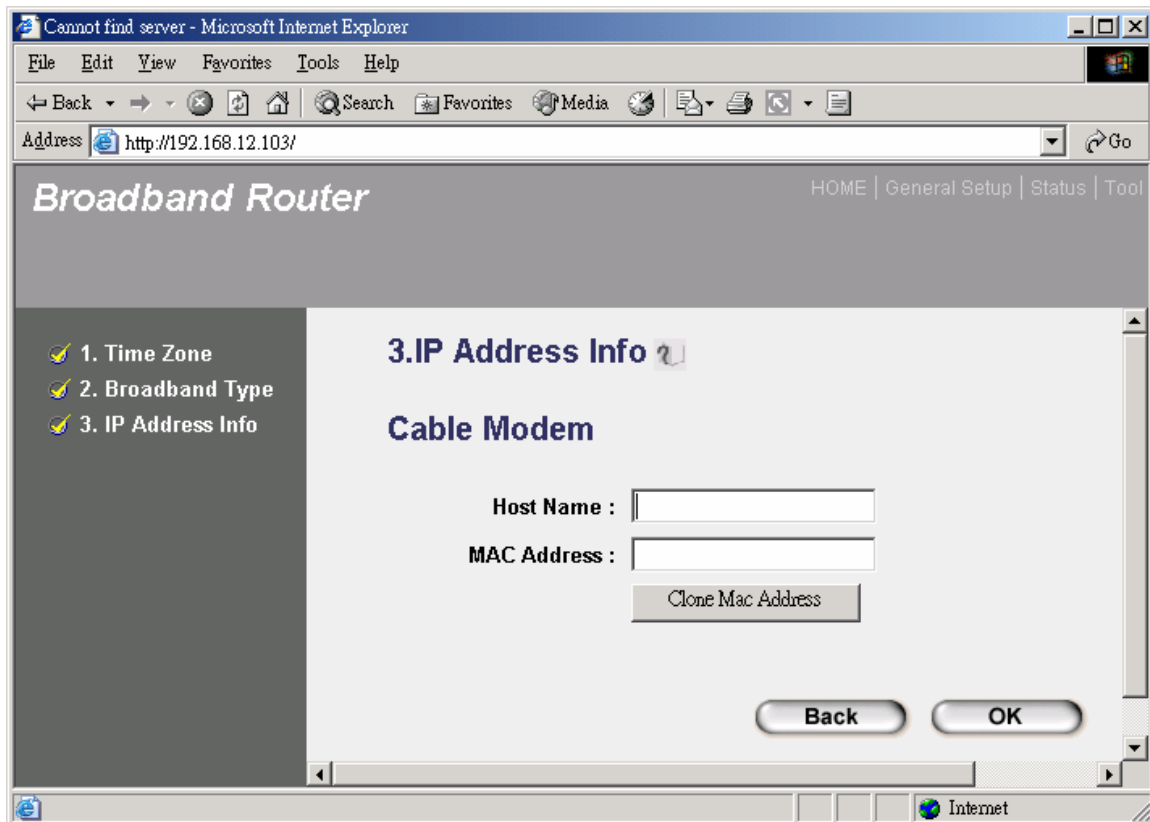 Cannot find server - Microsoft Internet Explorer
File Edit View Favorites Tools Help
Back Search Favorites Media
Address http://192.168.12.103/ Go
Broadband Router
HOME | General Setup | Status | Tool
1. Time Zone
2. Broadband Type
3. IP Address Info
3.IP Address Info
Cable Modem
Host Name :
MAC Address :
Clone Mac Address
Back OK
Internet